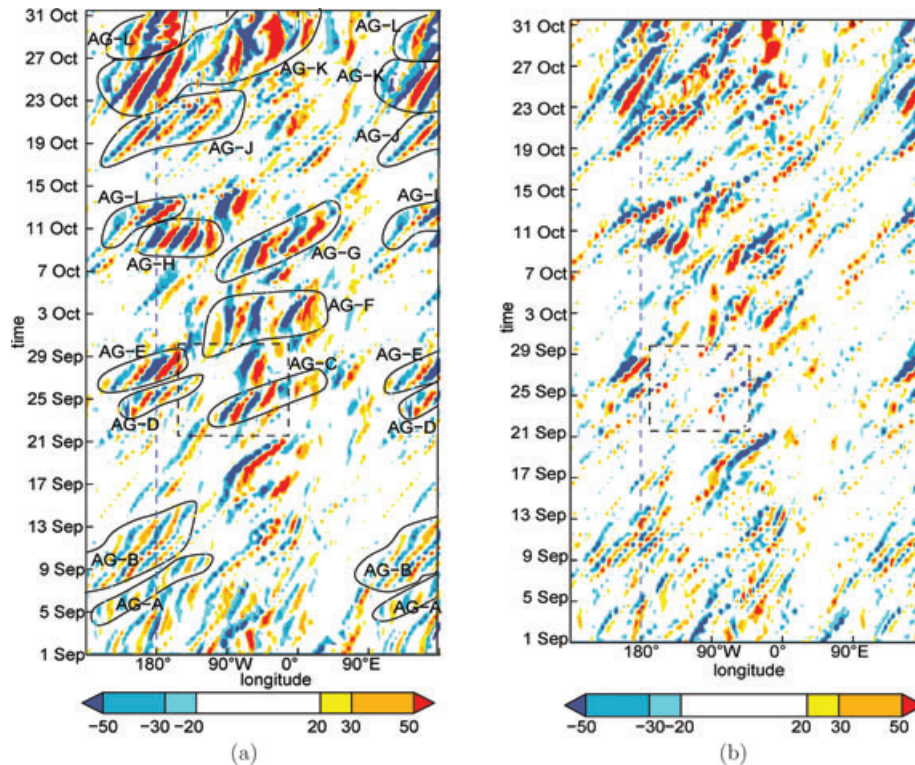 AG-L
AG-L
AG-K
AG-K
AG-J
AG-J
AG-I
AG-I
AG-H
AG-G
AG-F
AG-E
AG-C
AG-E
AG-D
AG-D
AG-B
AG-B
AG-A
AG-A
31 Oct
27 Oct
23 Oct
19 Oct
15 Oct
11 Oct
7 Oct
3 Oct
29 Sep
25 Sep
21 Sep
17 Sep
13 Sep
9 Sep
5 Sep
1 Sep
time
180° 90°W 0° 90°E
longitude
−50 −30 −20 20 30 50
(a)
31 Oct
27 Oct
23 Oct
19 Oct
15 Oct
11 Oct
7 Oct
3 Oct
29 Sep
25 Sep
21 Sep
17 Sep
13 Sep
9 Sep
5 Sep
1 Sep
time
180° 90°W 0° 90°E
longitude
−50 −30 −20 20 30 50
(b)